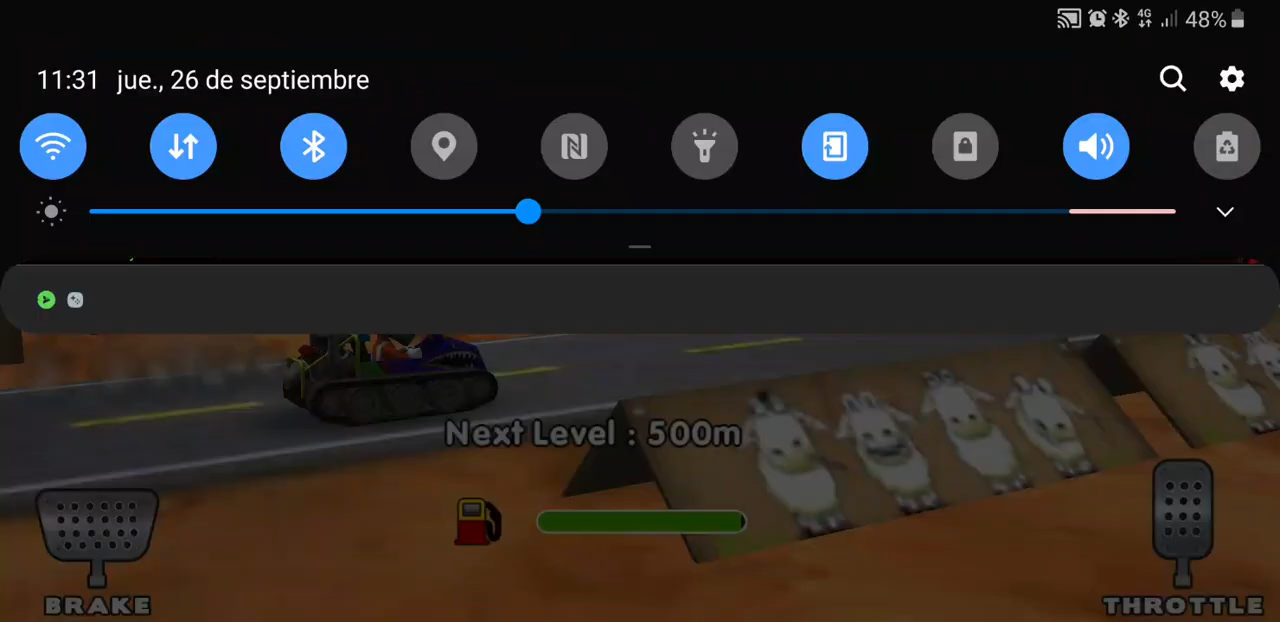 4G 48%
11:31 jue., 26 de septiembre
Next Level : 500m
BRAKE
THROTTLE